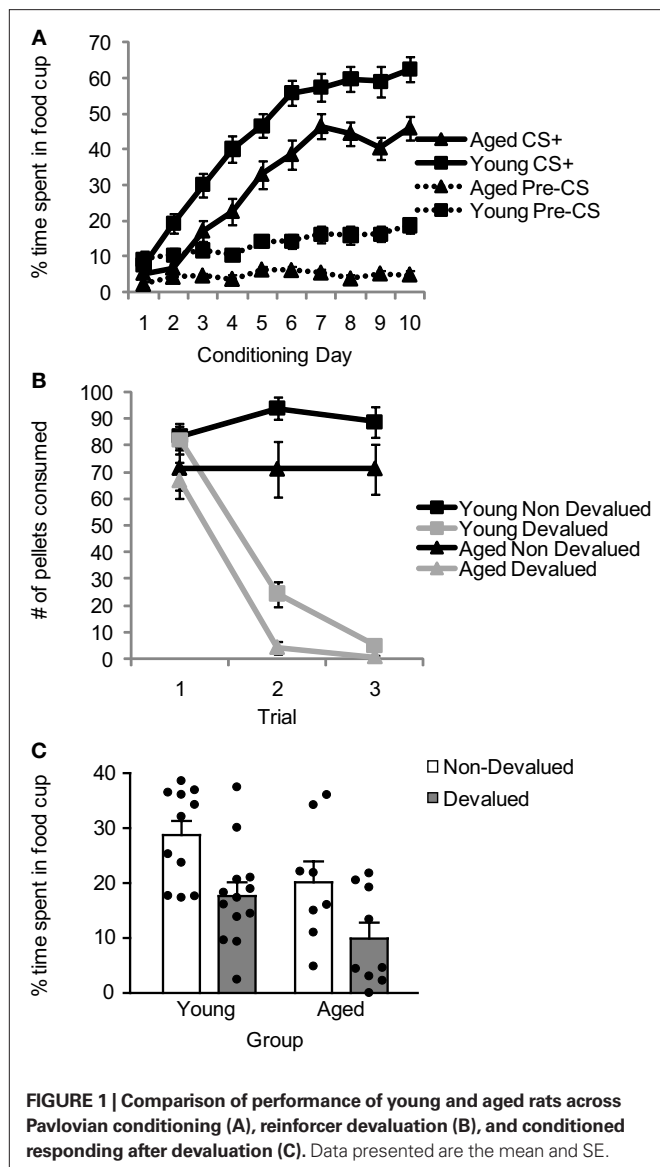 A
% time spent in food cup
70
60
50
40
30
20
10
0
1 2 3 4 5 6 7 8 9 10
Conditioning Day
Aged CS+
Young CS+
Aged Pre-CS
Young Pre-CS
B
# of pellets consumed
100
90
80
70
60
50
40
30
20
10
0
1 2 3
Trial
Young Non Devalued
Young Devalued
Aged Non Devalued
Aged Devalued
C
% time spent in food cup
40
30
20
10
0
Young Aged
Group
Non-Devalued
Devalued
FIGURE 1 | Comparison of performance of young and aged rats across
Pavlovian conditioning (A), reinforcer devaluation (B), and conditioned
responding after devaluation (C). Data presented are the mean and SE.